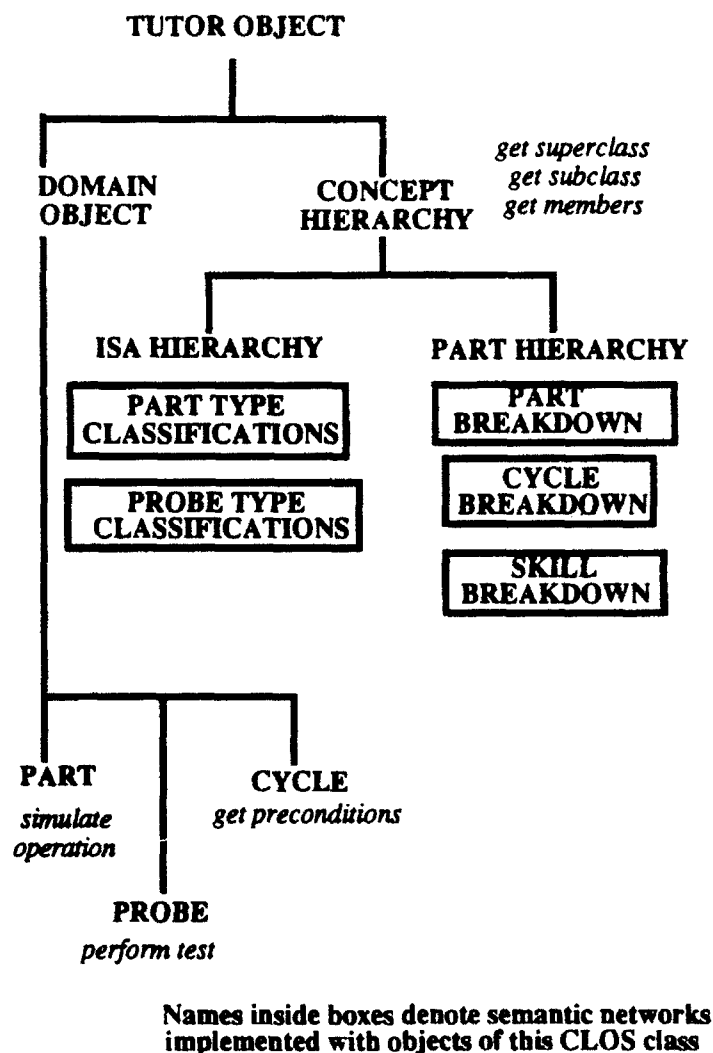 TUTOR OBJECT
DOMAIN
OBJECT
CONCEPT
HIERARCHY
get superclass
get subclass
get members
ISA HIERARCHY
PART TYPE
CLASSIFICATIONS
PROBE TYPE
CLASSIFICATIONS
PART HIERARCHY
PART
BREAKDOWN
CYCLE
BREAKDOWN
SKILL
BREAKDOWN
PART
simulate
operation
CYCLE
get preconditions
PROBE
perform test
Names inside boxes denote semantic networks
implemented with objects of this CLOS class